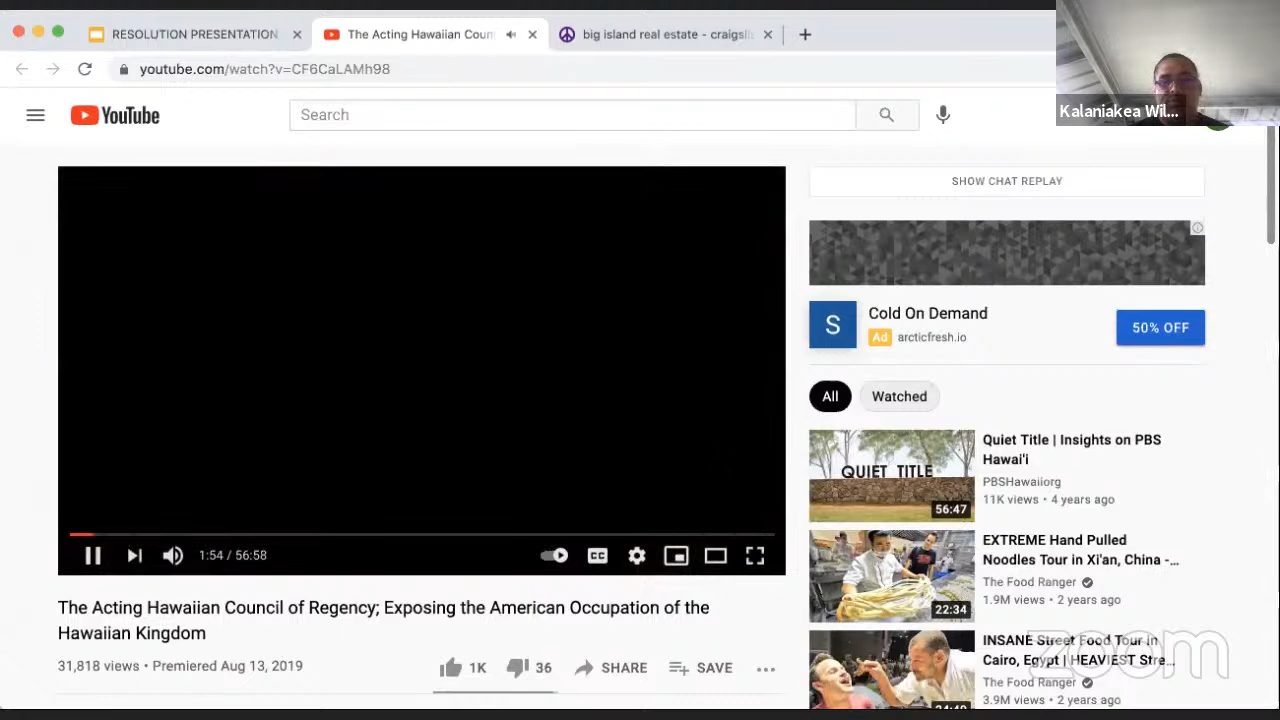 RESOLUTION PRESENTATION
The Acting Hawaiian Coun
big island real estate - craigslis
youtube.com/watch?v=CF6CaLAMh98
Kalaniakea Wil...
YouTube
Search
SHOW CHAT REPLAY
S
Cold On Demand
Ad arcticfresh.io
50% OFF
All
Watched
QUIET TITLE
56:47
Quiet Title | Insights on PBS
Hawai'i
PBSHawaiiorg
11K views • 4 years ago
1:54 / 56:58
CC
EXTREME Hand Pulled
Noodles Tour in Xi'an, China -...
The Food Ranger
1.9M views • 2 years ago
22:34
The Acting Hawaiian Council of Regency; Exposing the American Occupation of the
Hawaiian Kingdom
31,818 views • Premiered Aug 13, 2019
1K
36
SHARE
SAVE
INSANE Street Food Tour in
Cairo, Egypt | HEAVIEST Stre...
The Food Ranger
3.9M views • 2 years ago
zoom